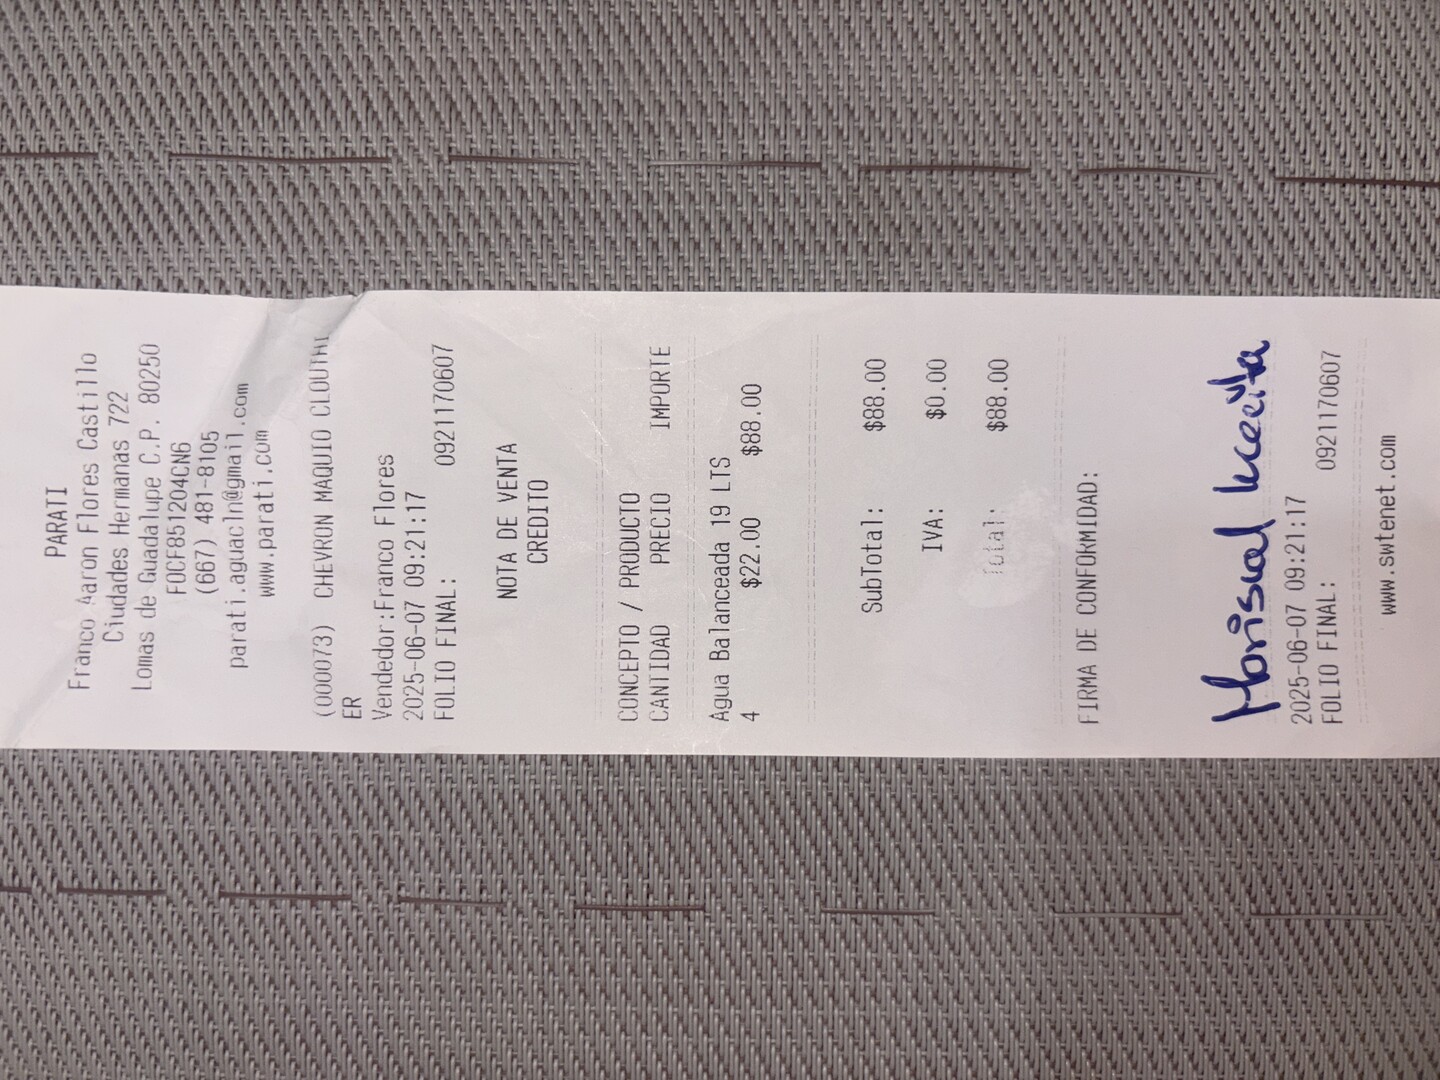 PARATI
Franco Aaron Flores Castillo
Ciudades Hermanas 722
Lomas de Guadalupe C.P. 80250
FOCF851204CN6
(667) 481-8105
parati.aguacln@gmail.com
www.parati.com
(000073) CHEVRON MAQUIO CLOUTHI
ER
Vendedor:Franco Flores
2025-06-07 09:21:17
FOLIO FINAL: 0921170607
NOTA DE VENTA
CREDITO
CONCEPTO / PRODUCTO
CANTIDAD PRECIO IMPORTE
Agua Balanceada 19 LTS
4 $22.00 $88.00
SubTotal: $88.00
IVA: $0.00
Total: $88.00
FIRMA DE CONFORMIDAD:
Mariscal
2025-06-07 09:21:17
FOLIO FINAL: 0921170607
www.swtenet.com